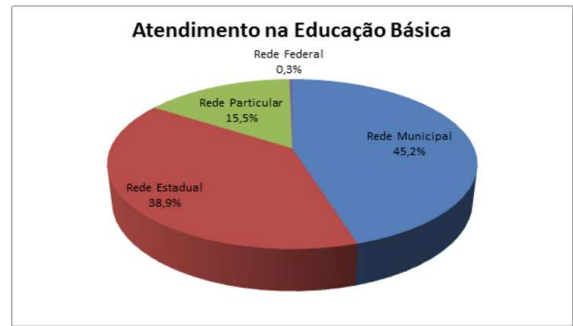 Atendimento na Educação Básica
Rede Federal
0,3%
Rede Particular
15,5%
Rede Municipal
45,2%
Rede Estadual
38,9%